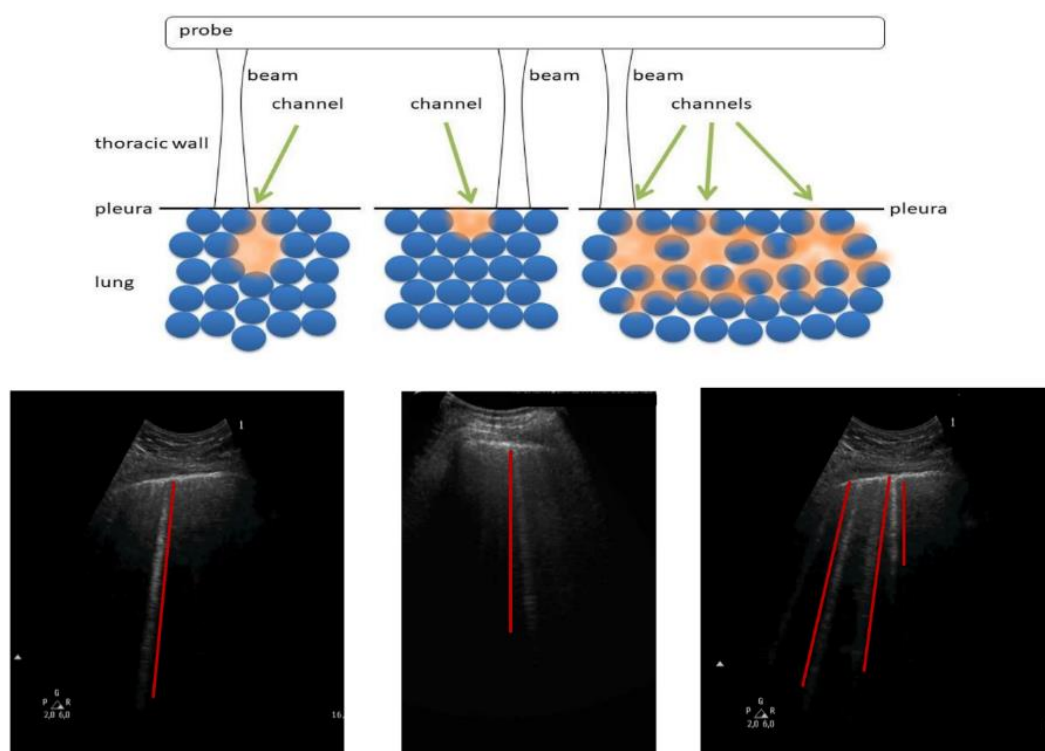 probe
beam
beam
beam
channel
channel
channels
thoracic wall
pleura
pleura
lung
1
1
G
P R
2,0 6,0
16,
G
P R
2,0 6,0